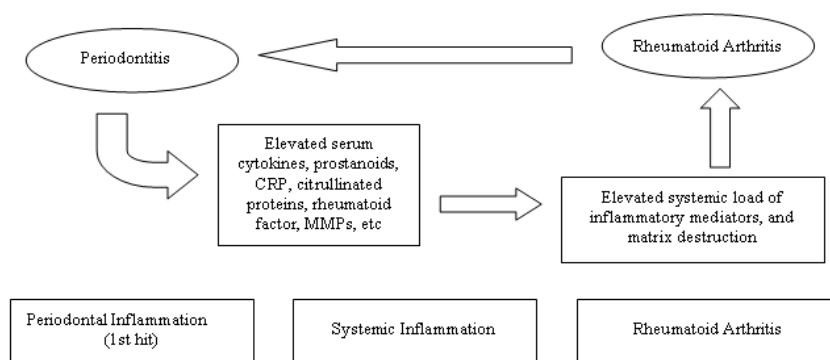 Periodontitis
Rheumatoid Arthritis
Elevated serum
cytokines, prostanoids,
CRP, citrullinated
proteins, rheumatoid
factor, MMPs, etc
Elevated systemic load of
inflammatory mediators, and
matrix destruction
Periodontal Inflammation
(1st hit)
Systemic Inflammation
Rheumatoid Arthritis